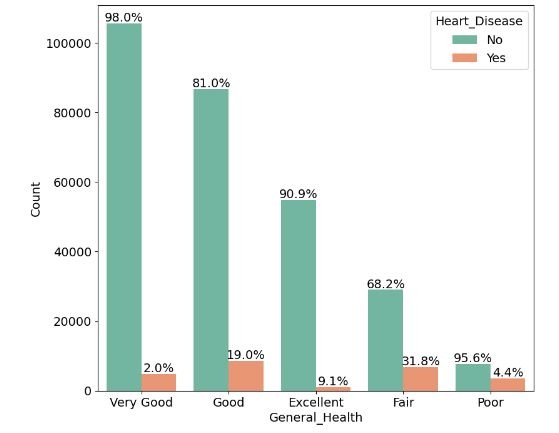 Heart_Disease
No
Yes
Count
100000
80000
60000
40000
20000
0
98.0%
2.0%
81.0%
19.0%
90.9%
9.1%
68.2%
31.8%
95.6%
4.4%
Very Good
Good
Excellent
Fair
Poor
General_Health